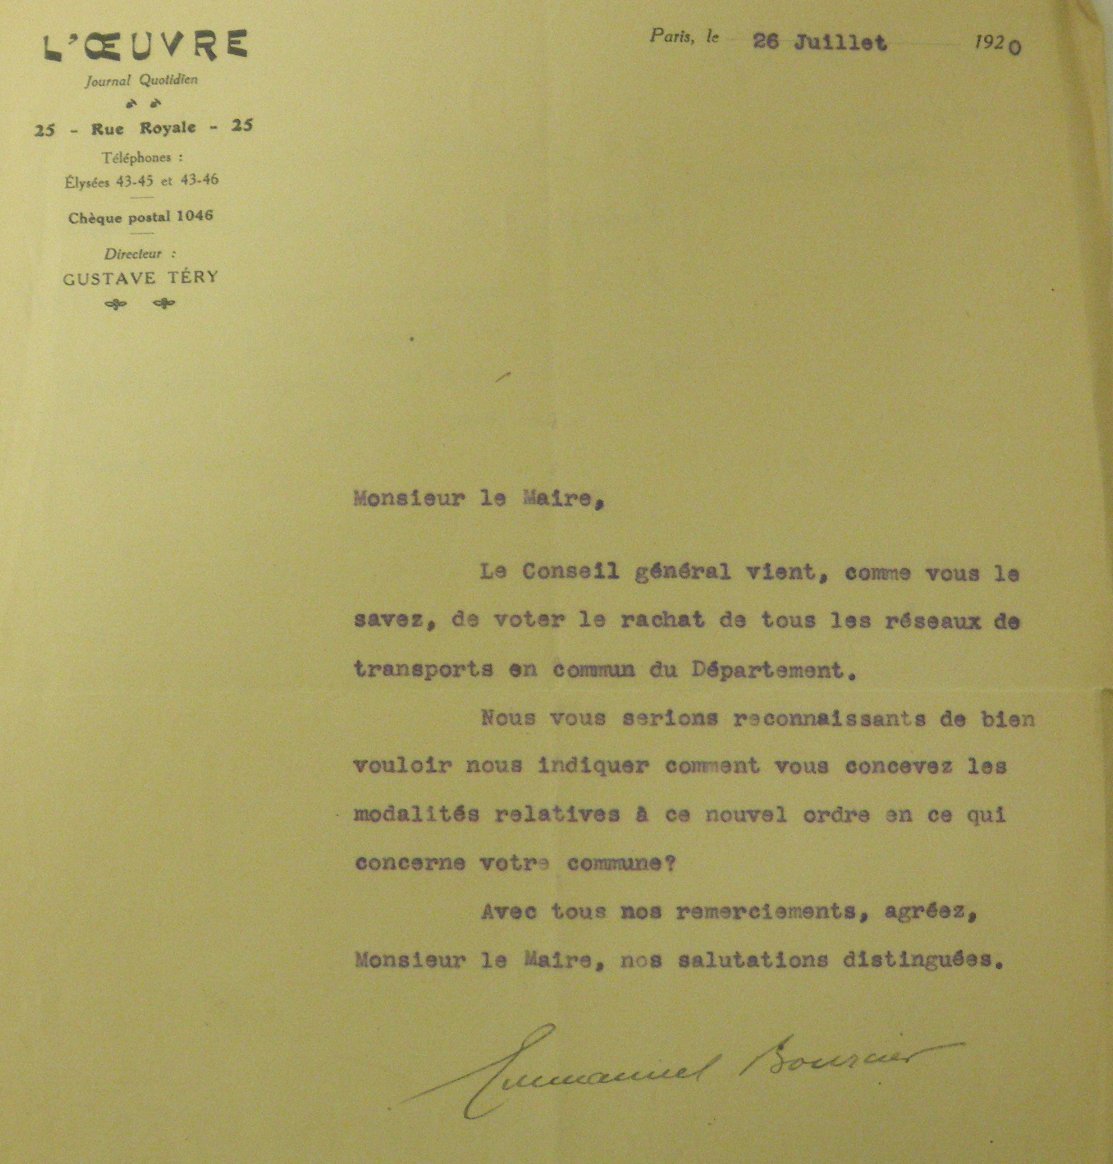 L'ŒUVRE
Journal Quotidien
25 - Rue Royale - 25
Téléphones :
Élysées 43-45 et 43-46
Chèque postal 1046
Directeur :
GUSTAVE TÉRY
Paris, le 26 Juillet 1920
Monsieur le Maire,
Le Conseil général vient, comme vous le
savez, de voter le rachat de tous les réseaux de
transports en commun du Département.
Nous vous serions reconnaissants de bien
vouloir nous indiquer comment vous concevez les
modalités relatives à ce nouvel ordre en ce qui
concerne votre commune?
Avec tous nos remerciements, agréez,
Monsieur le Maire, nos salutations distinguées.
Emmanuel Bourcier